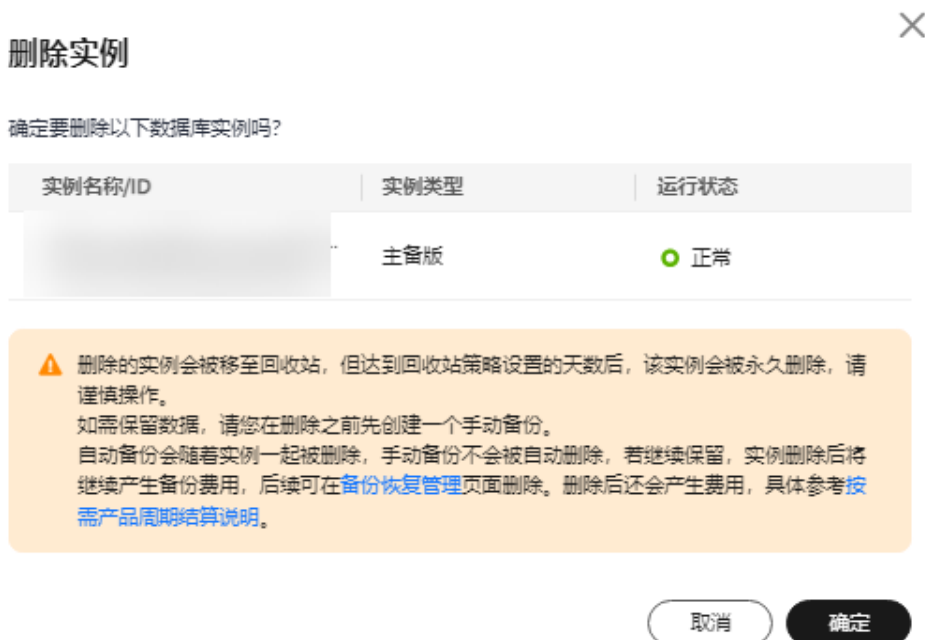 删除实例
确定要删除以下数据库实例吗?
实例名称/ID 实例类型 运行状态
主备版 正常
删除的实例会被移至回收站，但达到回收站策略设置的天数后，该实例会被永久删除，请
谨慎操作。
如需保留数据，请您在删除之前先创建一个手动备份。
自动备份会随着实例一起被删除，手动备份不会被自动删除，若继续保留，实例删除后将
继续产生备份费用，后续可在备份恢复管理页面删除。删除后还会产生费用，具体参考按
需产品周期结算说明。
取消 确定